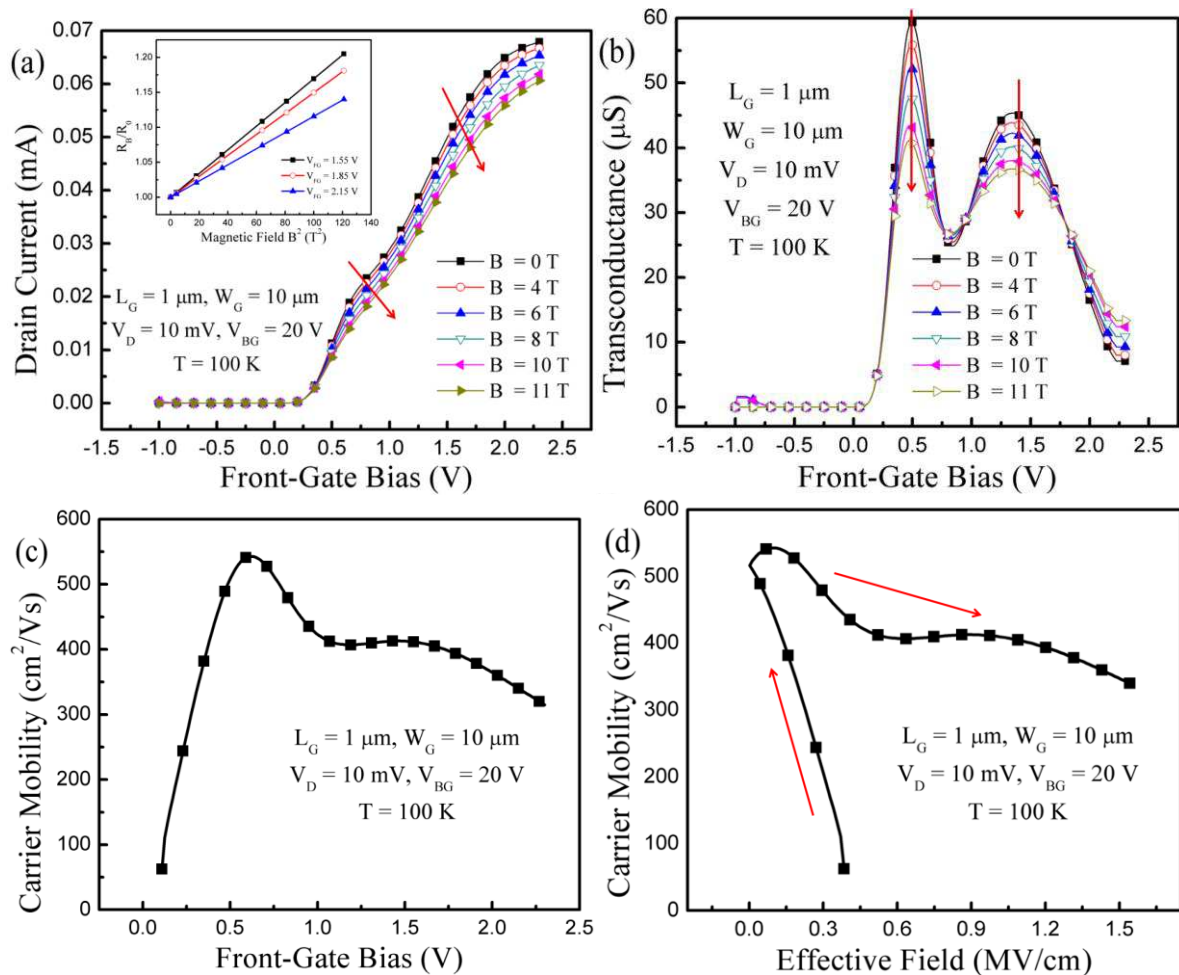 (a)
Drain Current (mA)
0.07
0.06
0.05
0.04
0.03
0.02
0.01
0.00
-1.5 -1.0 -0.5 0.0 0.5 1.0 1.5 2.0 2.5
Front-Gate Bias (V)
R_B/R_0
1.20
1.15
1.10
1.05
1.00
0 20 40 60 80 100 120 140
Magnetic Field B² (T²)
V_FG = 1.55 V
V_FG = 1.85 V
V_FG = 2.15 V
L_G = 1 μm, W_G = 10 μm
V_D = 10 mV, V_BG = 20 V
T = 100 K
B = 0 T
B = 4 T
B = 6 T
B = 8 T
B = 10 T
B = 11 T
(b)
Transconductance (μS)
60
50
40
30
20
10
0
-1.5 -1.0 -0.5 0.0 0.5 1.0 1.5 2.0 2.5
Front-Gate Bias (V)
L_G = 1 μm
W_G = 10 μm
V_D = 10 mV
V_BG = 20 V
T = 100 K
B = 0 T
B = 4 T
B = 6 T
B = 8 T
B = 10 T
B = 11 T
(c)
Carrier Mobility (cm²/Vs)
600
500
400
300
200
100
0
0.0 0.5 1.0 1.5 2.0 2.5
Front-Gate Bias (V)
L_G = 1 μm, W_G = 10 μm
V_D = 10 mV, V_BG = 20 V
T = 100 K
(d)
Carrier Mobility (cm²/Vs)
600
500
400
300
200
100
0
0.0 0.3 0.6 0.9 1.2 1.5
Effective Field (MV/cm)
L_G = 1 μm, W_G = 10 μm
V_D = 10 mV, V_BG = 20 V
T = 100 K